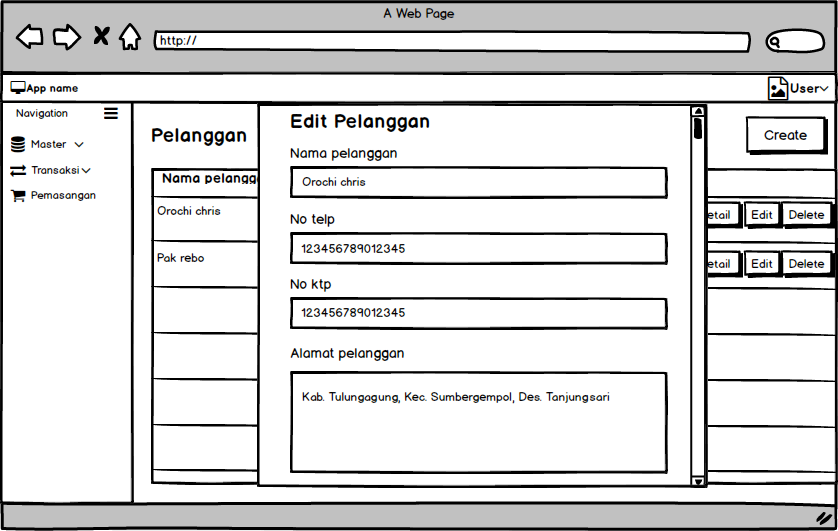 A Web Page
http://
App name
User
Navigation
Master
Transaksi
Pemasangan
Pelanggan
Create
Nama pelangg
Orochi chris
etail Edit Delete
Pak rebo
etail Edit Delete
Edit Pelanggan
Nama pelanggan
Orochi chris
No telp
123456789012345
No ktp
123456789012345
Alamat pelanggan
Kab. Tulungagung, Kec. Sumbergempol, Des. Tanjungsari